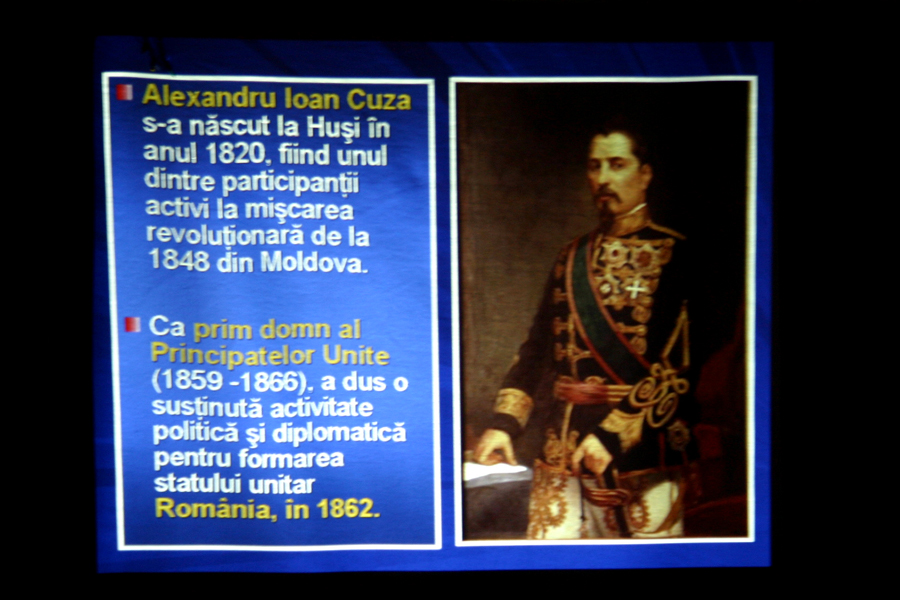 Alexandru Ioan Cuza
s-a născut la Huşi în
anul 1820, fiind unul
dintre participanţii
activi la mişcarea
revoluţionară de la
1848 din Moldova.
Ca prim domn al
Principatelor Unite
(1859 -1866), a dus o
susţinută activitate
politică şi diplomatică
pentru formarea
statului unitar
România, în 1862.